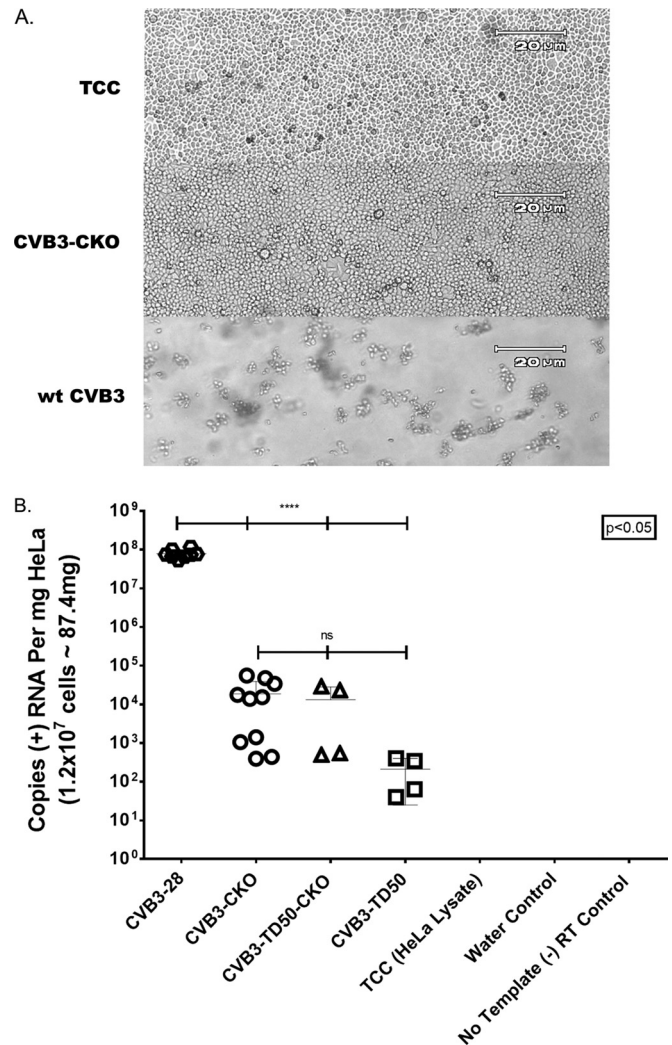 A.
TCC
20 µm
CVB3-CKO
20 µm
wt CVB3
20 µm
B.
Copies (+) RNA Per mg HeLa
(1.2x10⁷ cells ~ 87.4mg)
10⁹
10⁸
10⁷
10⁶
10⁵
10⁴
10³
10²
10¹
10⁰
****
p<0.05
ns
CVB3-28
CVB3-CKO
CVB3-TD50-CKO
CVB3-TD50
TCC (HeLa Lysate)
Water Control
No Template (-) RT Control